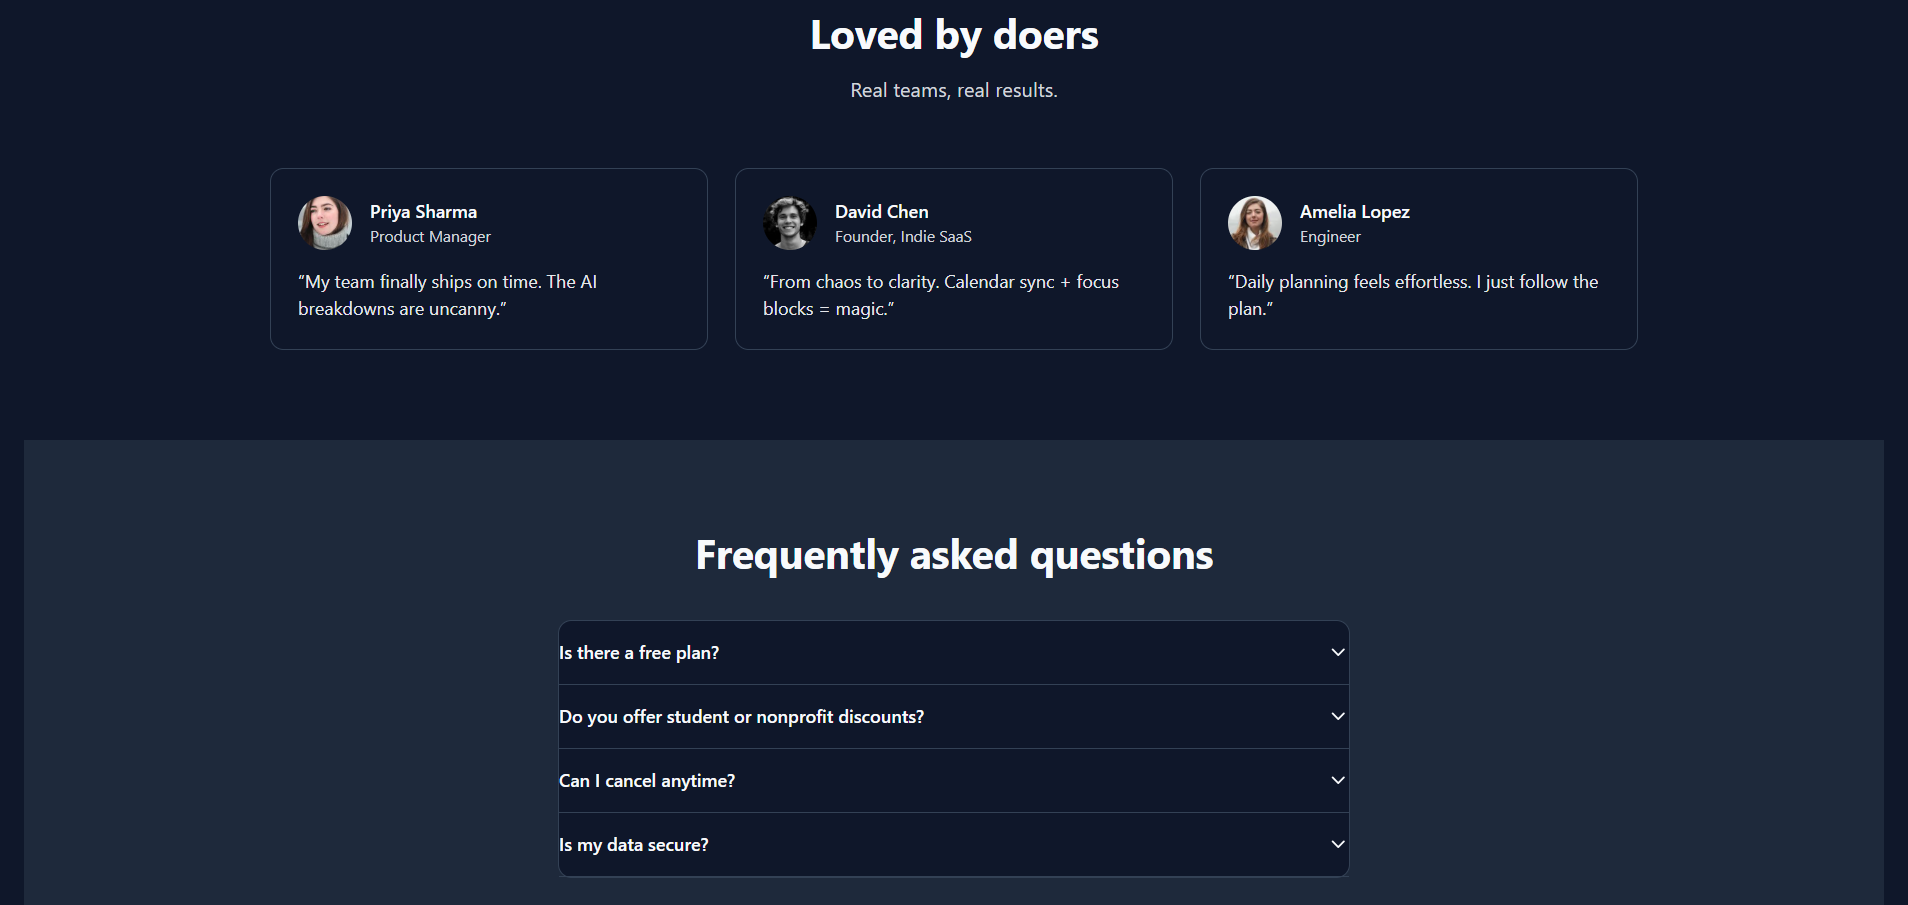 Loved by doers
Real teams, real results.
Priya Sharma
Product Manager
“My team finally ships on time. The AI
breakdowns are uncanny.”
David Chen
Founder, Indie SaaS
“From chaos to clarity. Calendar sync + focus
blocks = magic.”
Amelia Lopez
Engineer
“Daily planning feels effortless. I just follow the
plan.”
Frequently asked questions
Is there a free plan?
Do you offer student or nonprofit discounts?
Can I cancel anytime?
Is my data secure?